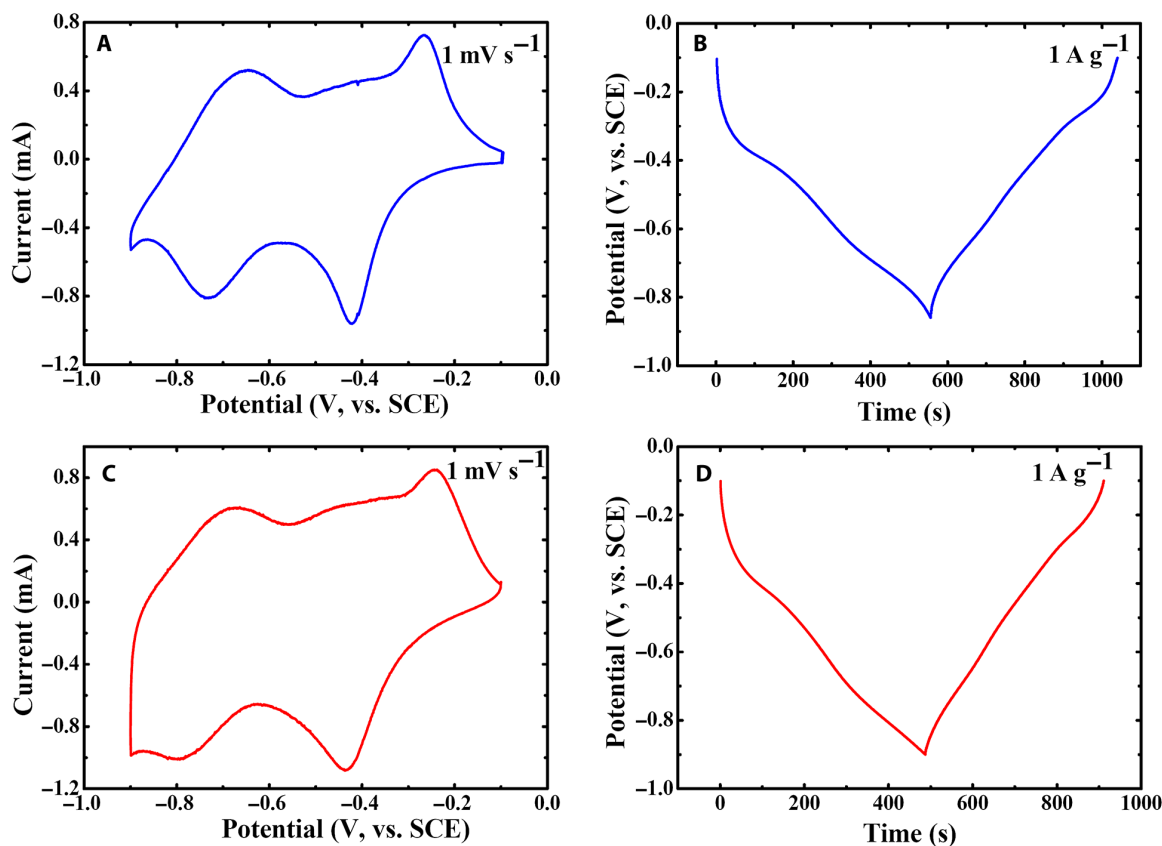 A
1 mV s⁻¹
0.8
0.4
0.0
−0.4
−0.8
−1.2
Current (mA)
−1.0 −0.8 −0.6 −0.4 −0.2 0.0
Potential (V, vs. SCE)
B
1 A g⁻¹
−0.0
−0.2
−0.4
−0.6
−0.8
−1.0
Potential (V, vs. SCE)
0 200 400 600 800 1000
Time (s)
C
1 mV s⁻¹
0.8
0.4
0.0
−0.4
−0.8
−1.2
Current (mA)
−1.0 −0.8 −0.6 −0.4 −0.2 0.0
Potential (V, vs. SCE)
D
1 A g⁻¹
−0.0
−0.2
−0.4
−0.6
−0.8
−1.0
Potential (V, vs. SCE)
0 200 400 600 800 1000
Time (s)